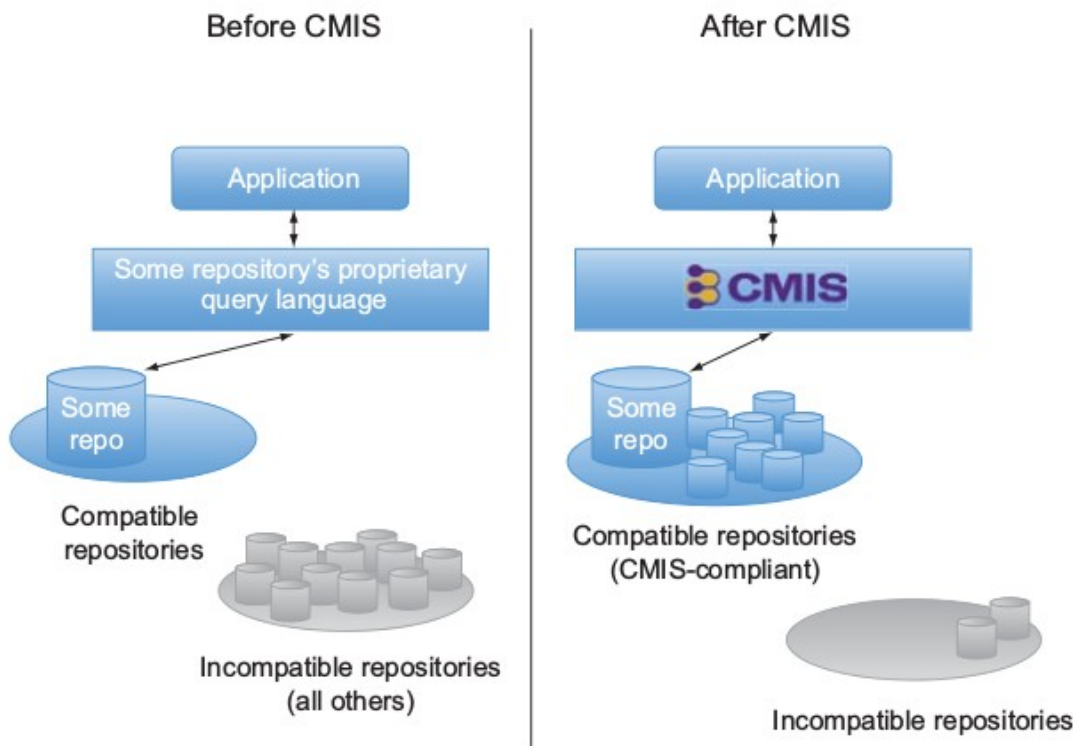 Before CMIS
Application
Some repository's proprietary
query language
Some
repo
Compatible
repositories
Incompatible repositories
(all others)
After CMIS
Application
CMIS
Some
repo
Compatible repositories
(CMIS-compliant)
Incompatible repositories